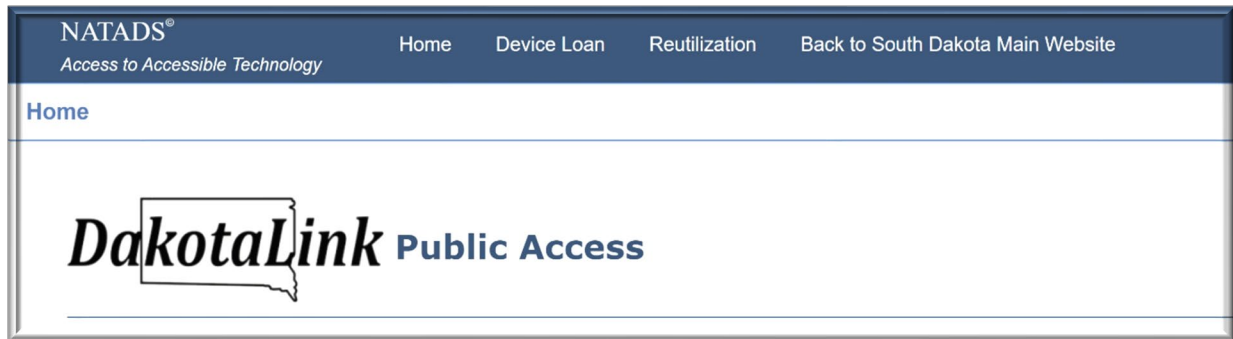 NATADS©
Access to Accessible Technology
Home Device Loan Reutilization Back to South Dakota Main Website
Home
DakotaLink Public Access